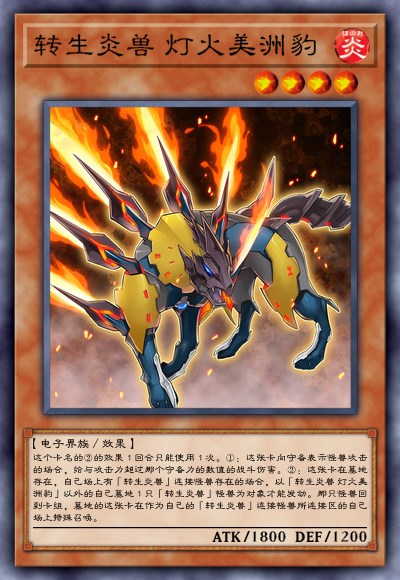 转生炎兽 灯火美洲豹
ほのお
炎
【电子界族／效果】
这个卡名的②的效果1回合只能使用1次。①：这张卡向守备表示怪兽攻击
的场合，给与攻击力超过那个守备力的数值的战斗伤害。②：这张卡在墓地
存在，自己场上有「转生炎兽」连接怪兽存在的场合，以「转生炎兽 灯火美
洲豹」以外的自己墓地1只「转生炎兽」怪兽为对象才能发动。那只怪兽回
到卡组，墓地的这张卡在作为自己的「转生炎兽」连接怪兽所连接区的自己
场上特殊召唤。
ATK/1800 DEF/1200